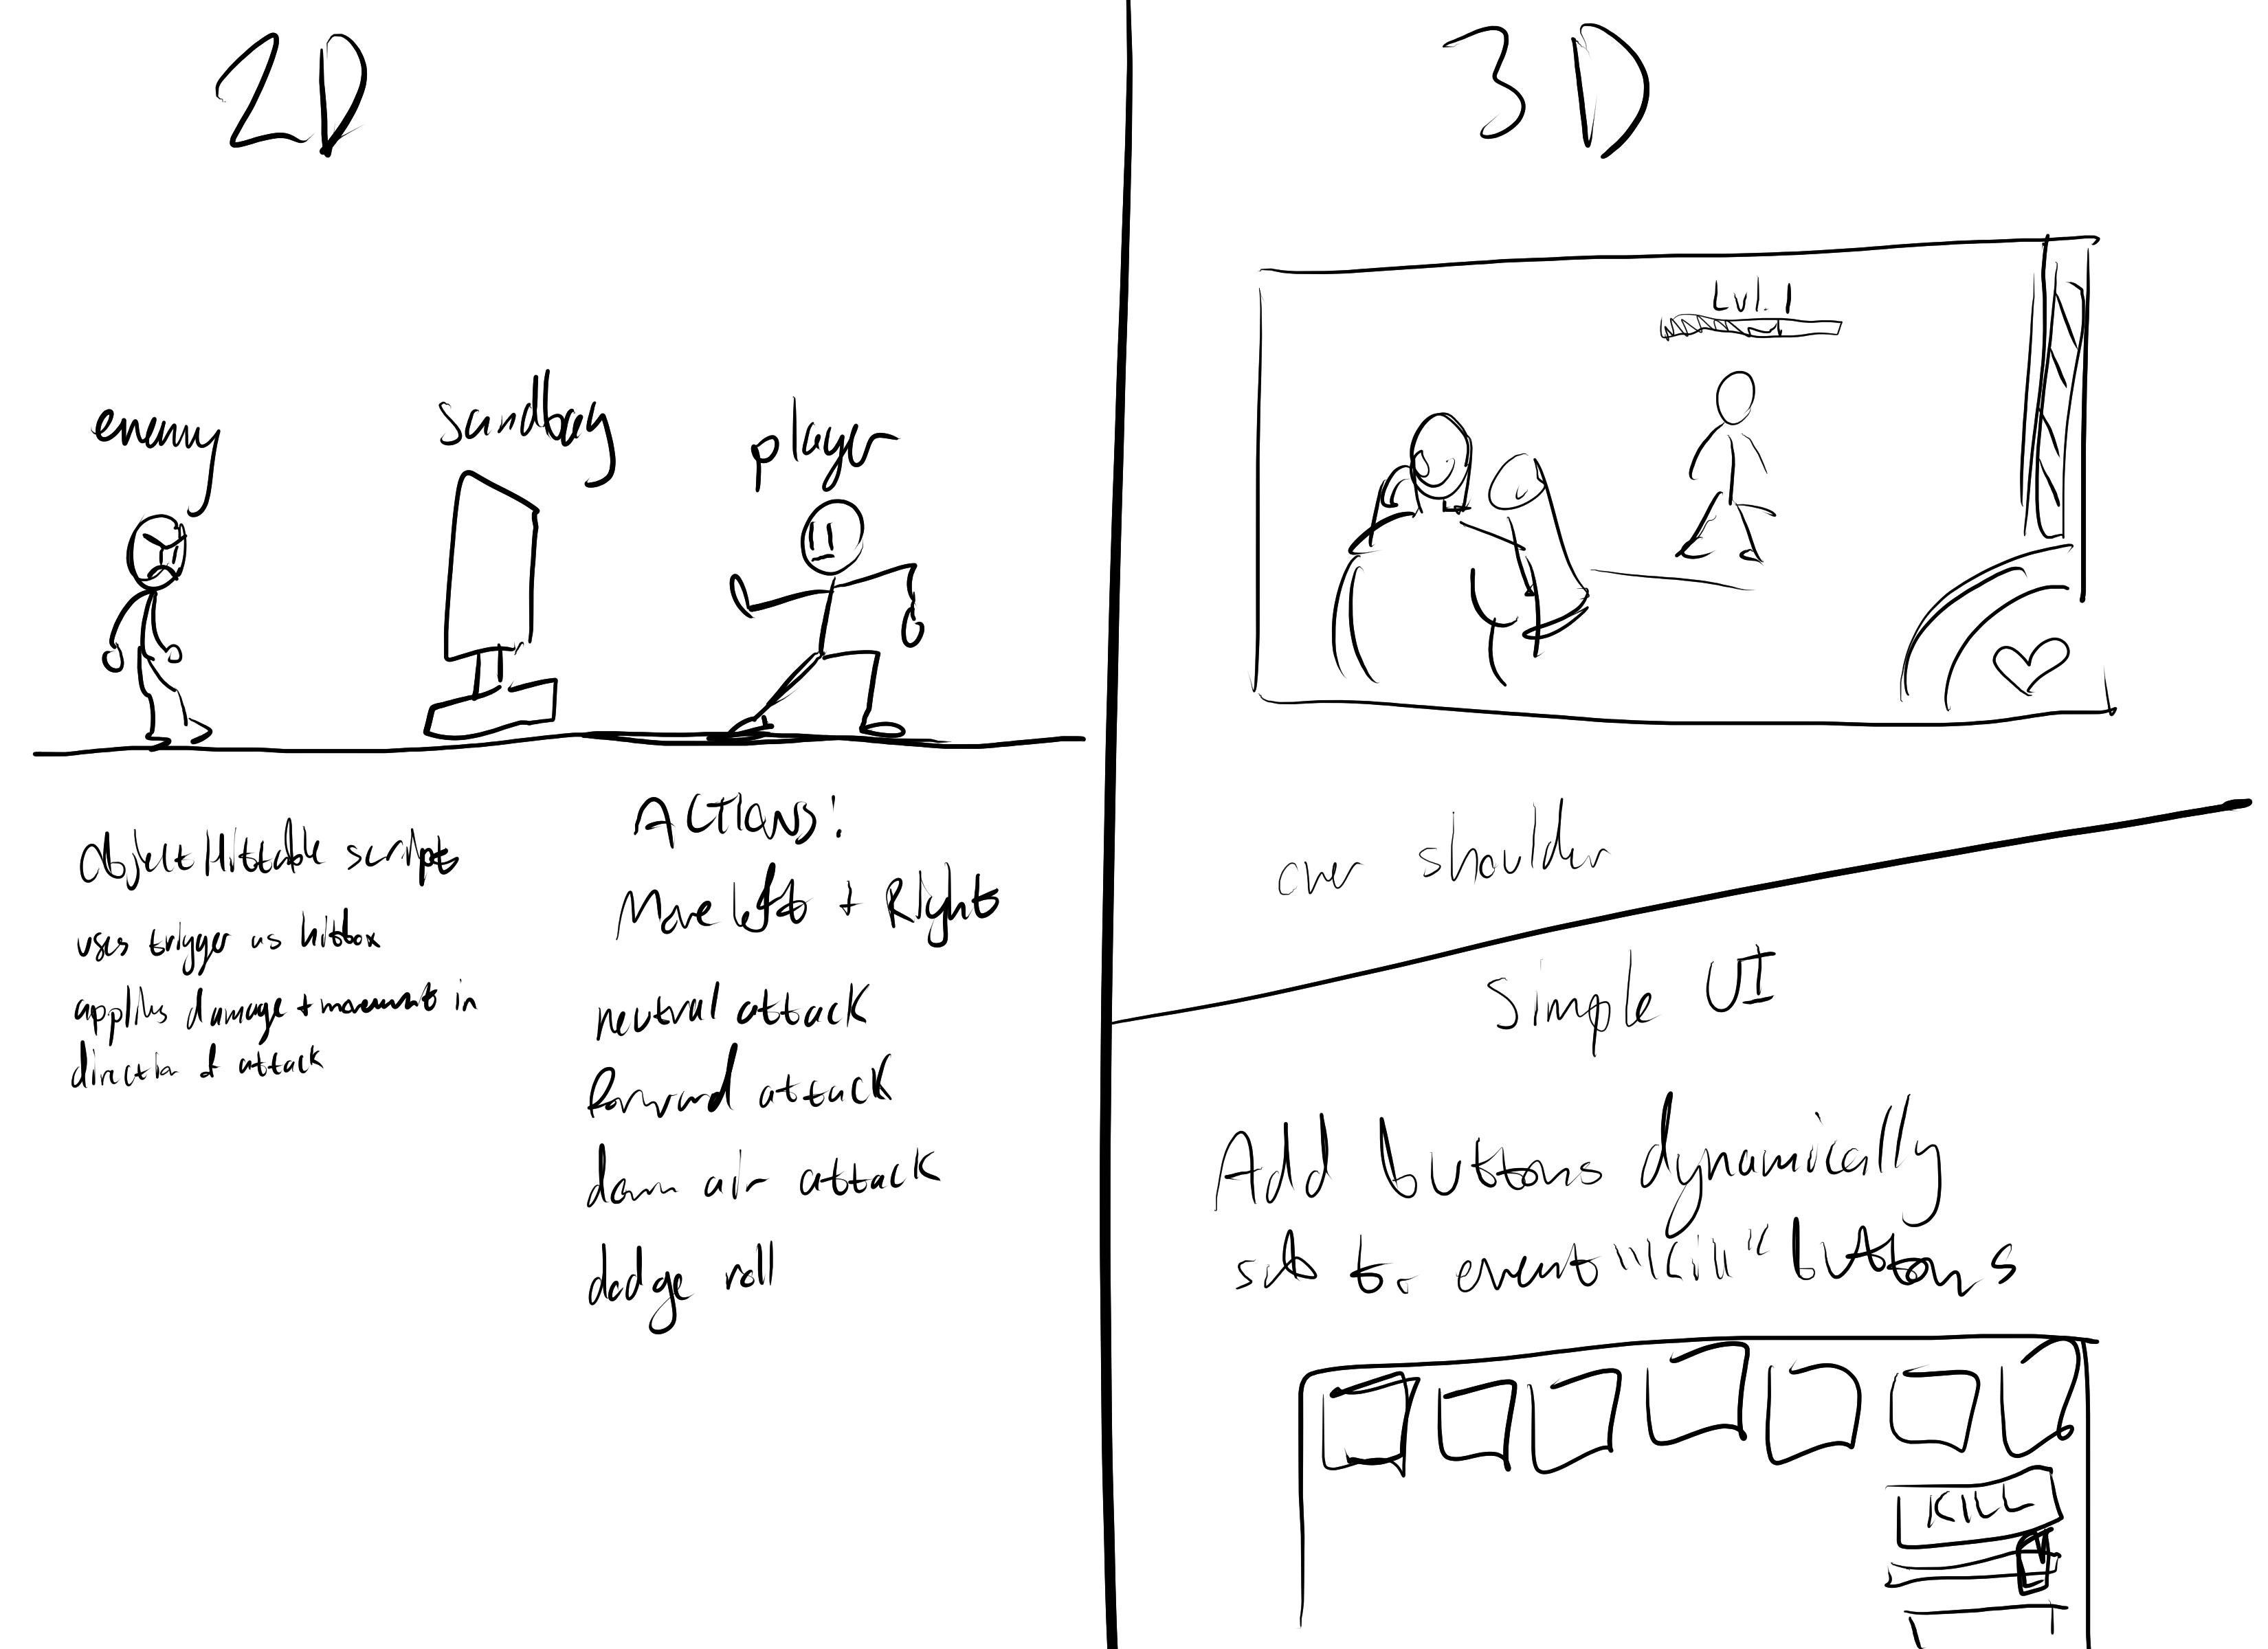 2D
enemy
sandbag
player
ObjectHittable script
uses trigger as hitbox
applies damage + movement in
direction of attack
ACTIONS:
Move left + Right
neutral attack
forward attack
down air attack
dodge roll
3D
Lvl. 1
over shoulder
Simple UI
Add buttons dynamically
sub to event "kill" buttons
KILL